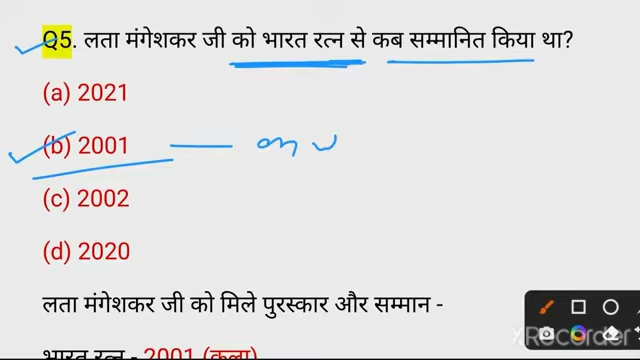 Q5. लता मंगेशकर जी को भारत रत्न से कब सम्मानित किया था?
(a) 2021
(b) 2001
(c) 2002
(d) 2020
लता मंगेशकर जी को मिले पुरस्कार और सम्मान -
भारत रत्न - 2001 (कला)
XRecorder